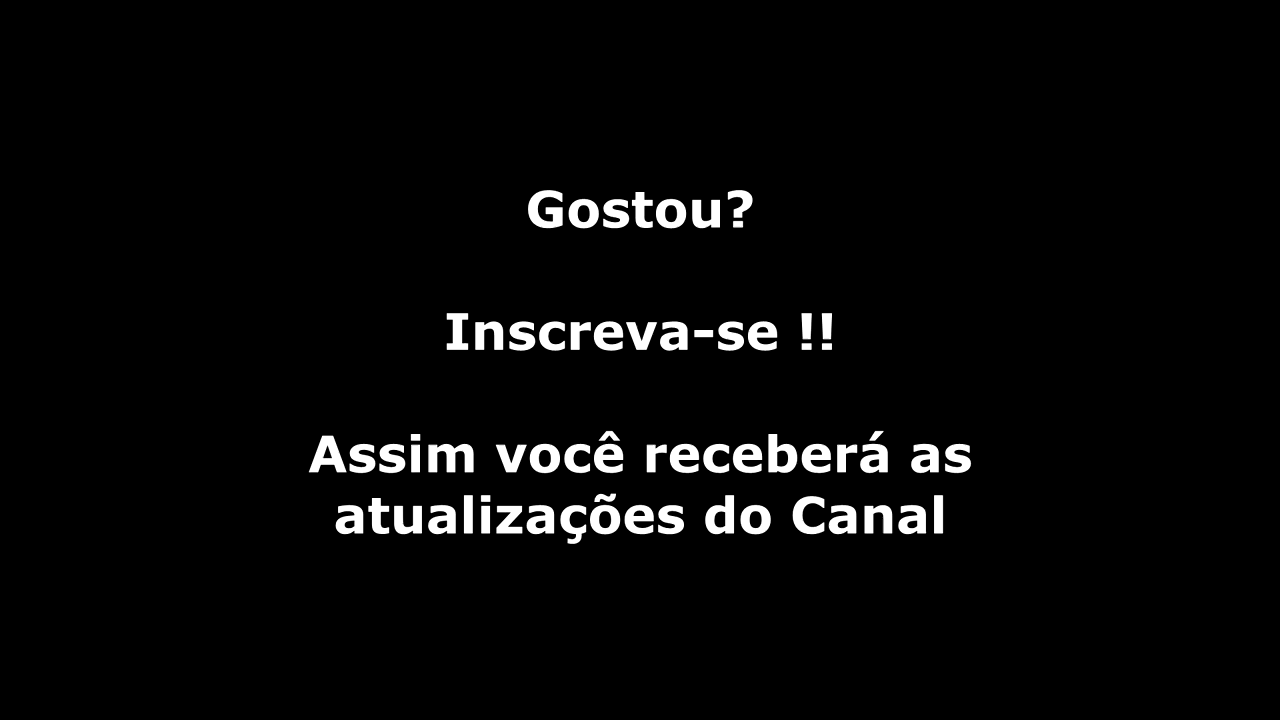 Gostou?
Inscreva-se !!
Assim você receberá as
atualizações do Canal